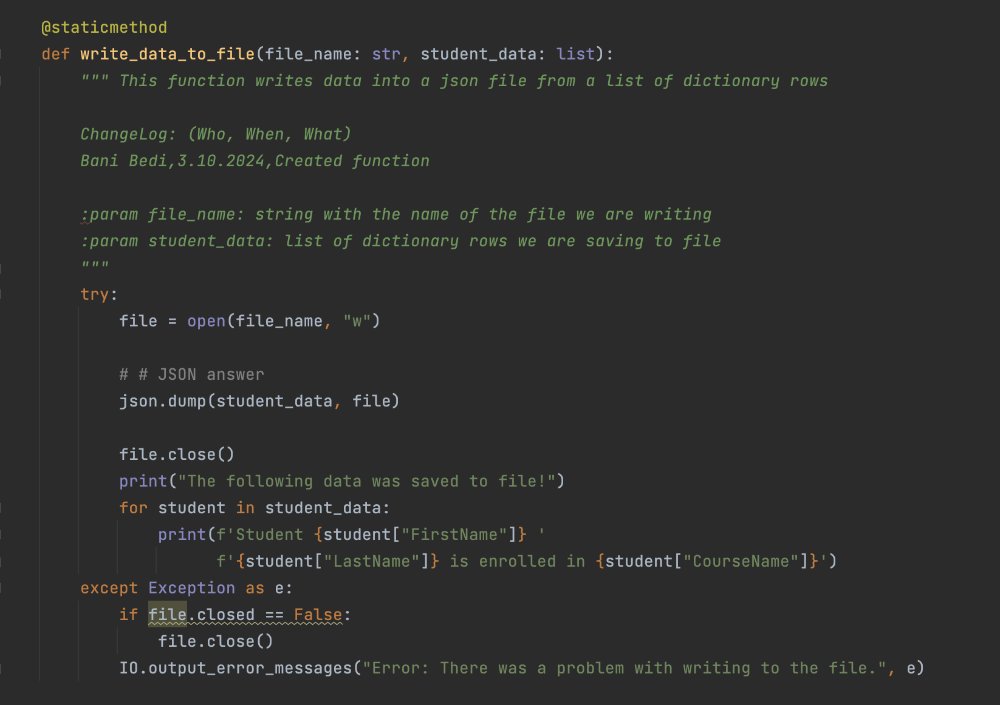 @staticmethod
def write_data_to_file(file_name: str, student_data: list):
""" This function writes data into a json file from a list of dictionary rows
ChangeLog: (Who, When, What)
Bani Bedi,3.10.2024,Created function
:param file_name: string with the name of the file we are writing
:param student_data: list of dictionary rows we are saving to file
"""
try:
file = open(file_name, "w")
# # JSON answer
json.dump(student_data, file)
file.close()
print("The following data was saved to file!")
for student in student_data:
print(f'Student {student["FirstName"]} '
f'{student["LastName"]} is enrolled in {student["CourseName"]}')
except Exception as e:
if file.closed == False:
file.close()
IO.output_error_messages("Error: There was a problem with writing to the file.", e)